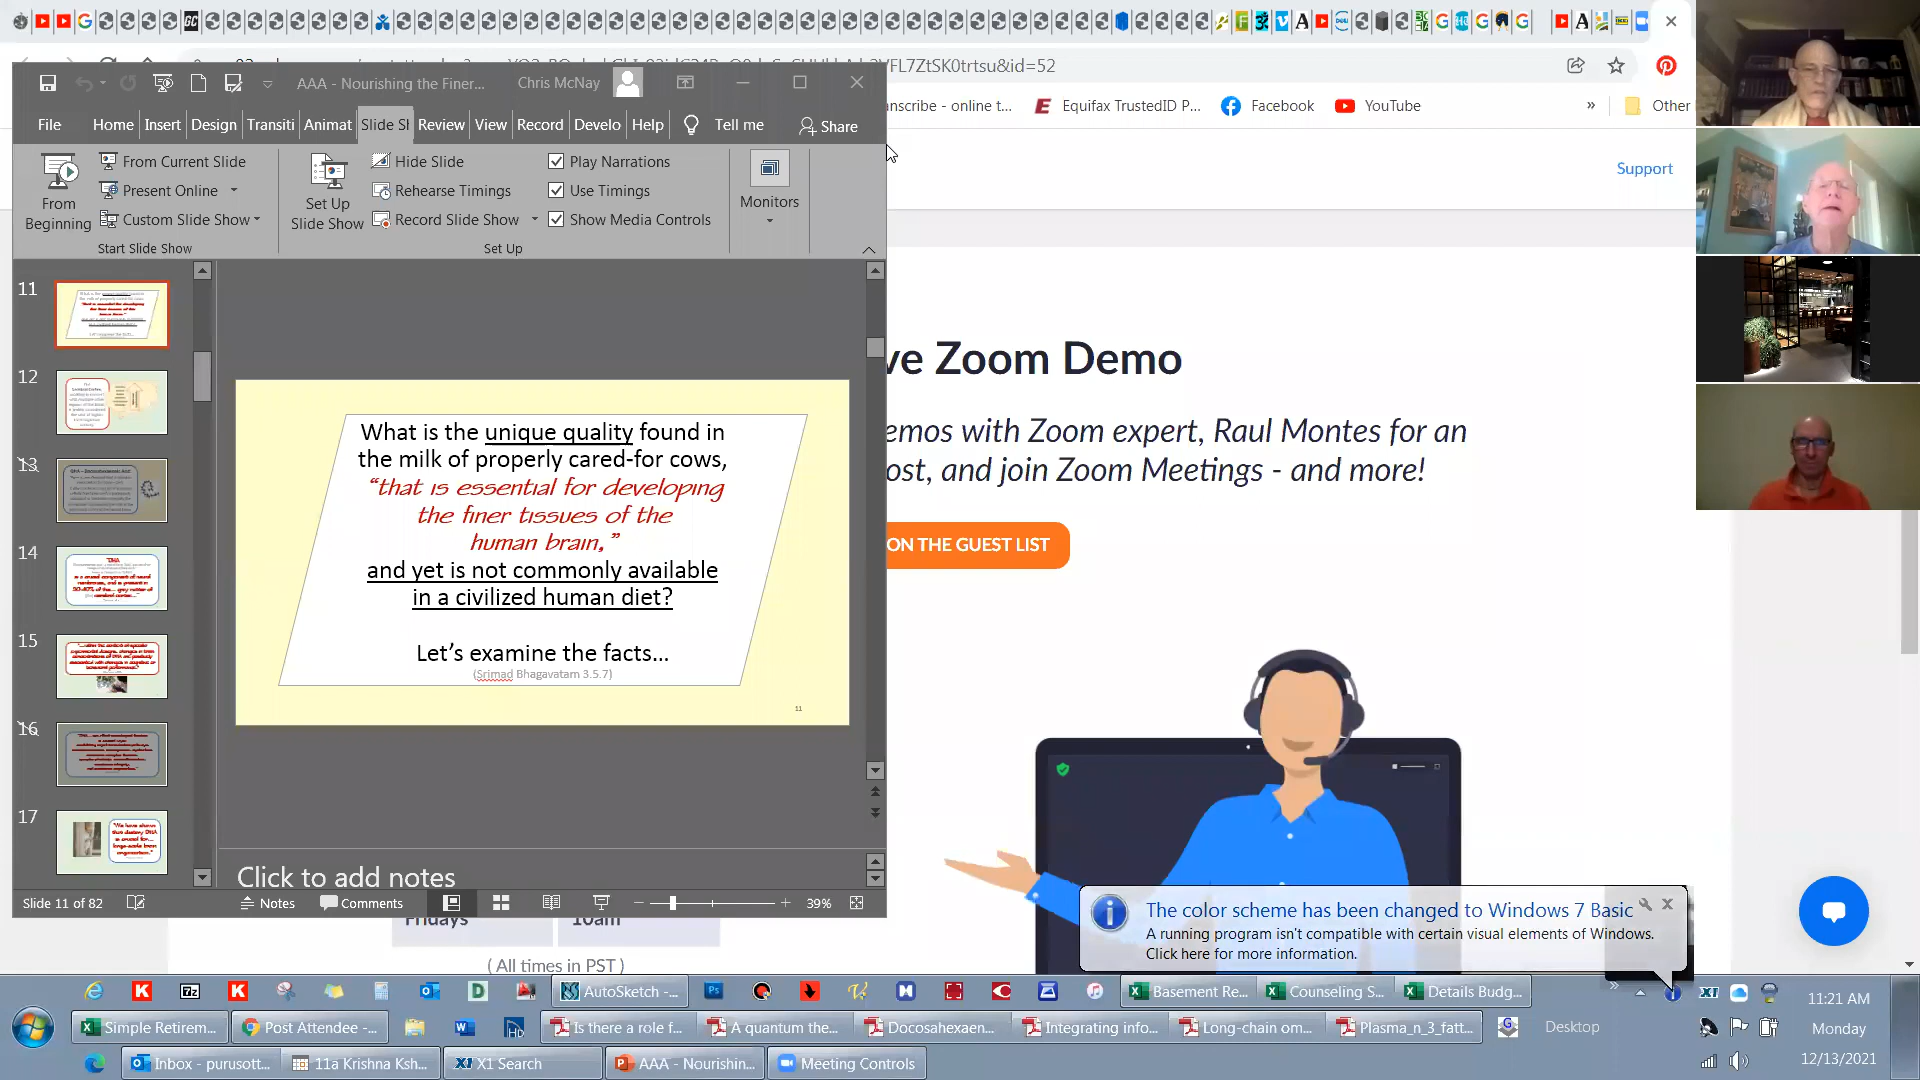 VFL7ZtSK0trtsu&id=52
AAA - Nourishing the Finer...
Chris McNay
File
Home
Insert
Design
Transiti
Animat
Slide Sh
Review
View
Record
Develo
Help
Tell me
Share
nscribe - online t...
Equifax TrustedID P...
Facebook
YouTube
»
Other
From Beginning
From Current Slide
Present Online
Custom Slide Show
Start Slide Show
Set Up Slide Show
Hide Slide
Rehearse Timings
Record Slide Show
Play Narrations
Use Timings
Show Media Controls
Set Up
Monitors
Support
11
12
13
14
15
16
17
What is the unique quality found in
the milk of properly cared-for cows,
“that is essential for developing
the finer tissues of the
human brain,”
and yet is not commonly available
in a civilized human diet?
Let’s examine the facts...
(Srimad Bhagavatam 3.5.7)
11
ve Zoom Demo
emos with Zoom expert, Raul Montes for an
ost, and join Zoom Meetings - and more!
ON THE GUEST LIST
Click to add notes
Slide 11 of 82
Notes
Comments
39%
Fridays
10am
( All times in PST )
The color scheme has been changed to Windows 7 Basic
A running program isn't compatible with certain visual elements of Windows.
Click here for more information.
AutoSketch -...
Basement Re...
Counseling S...
Details Budg...
Simple Retirem...
Post Attendee -...
Is there a role f...
A quantum the...
Docosahexaen...
Integrating info...
Long-chain om...
Plasma_n_3_fatt...
Desktop
Inbox - purusott...
11a Krishna Ksh...
X1 Search
AAA - Nourishin...
Meeting Controls
11:21 AM
Monday
12/13/2021